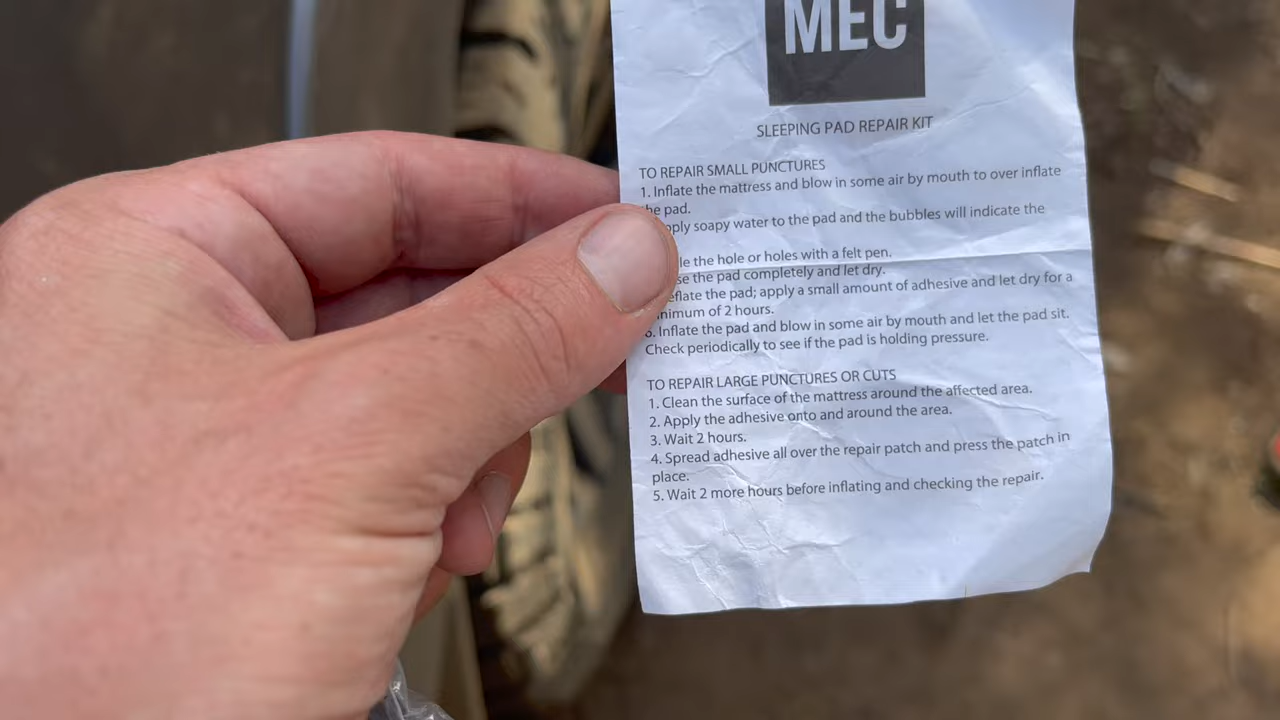 MEC
SLEEPING PAD REPAIR KIT
TO REPAIR SMALL PUNCTURES
1. Inflate the mattress and blow in some air by mouth to over inflate
he pad.
pply soapy water to the pad and the bubbles will indicate the
le the hole or holes with a felt pen.
se the pad completely and let dry.
eflate the pad; apply a small amount of adhesive and let dry for a
nimum of 2 hours.
6. Inflate the pad and blow in some air by mouth and let the pad sit.
Check periodically to see if the pad is holding pressure.
TO REPAIR LARGE PUNCTURES OR CUTS
1. Clean the surface of the mattress around the affected area.
2. Apply the adhesive onto and around the area.
3. Wait 2 hours.
4. Spread adhesive all over the repair patch and press the patch in
place.
5. Wait 2 more hours before inflating and checking the repair.